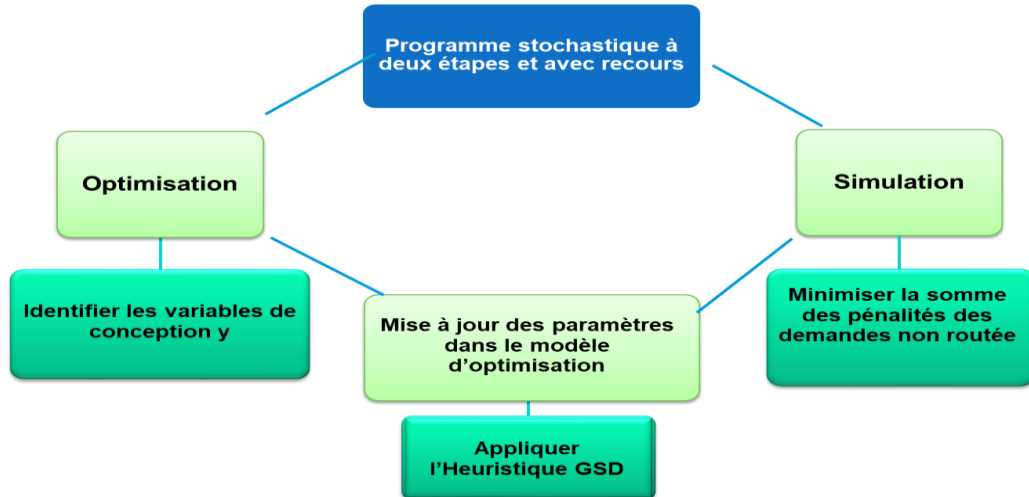 Programme stochastique à
deux étapes et avec recours
Optimisation
Simulation
Identifier les variables de
conception y
Mise à jour des paramètres
dans le modèle
d'optimisation
Minimiser la somme
des pénalités des
demandes non routée
Appliquer
l'Heuristique GSD